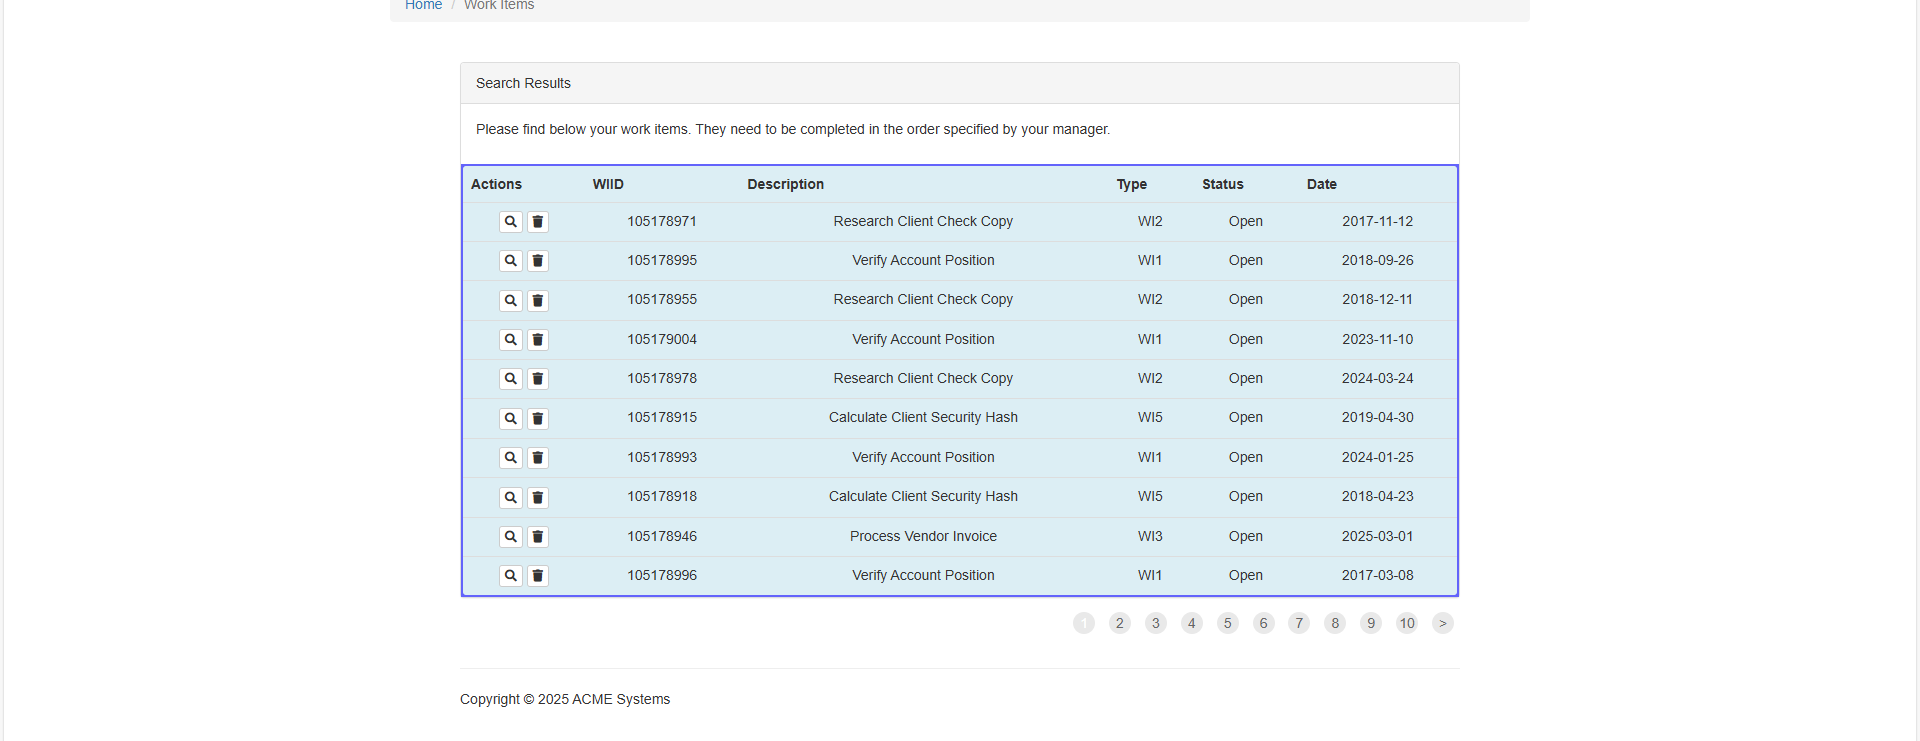 Home / Work Items
Search Results
Please find below your work items. They need to be completed in the order specified by your manager.
Actions WIID Description Type Status Date
105178971 Research Client Check Copy WI2 Open 2017-11-12
105178995 Verify Account Position WI1 Open 2018-09-26
105178955 Research Client Check Copy WI2 Open 2018-12-11
105179004 Verify Account Position WI1 Open 2023-11-10
105178978 Research Client Check Copy WI2 Open 2024-03-24
105178915 Calculate Client Security Hash WI5 Open 2019-04-30
105178993 Verify Account Position WI1 Open 2024-01-25
105178918 Calculate Client Security Hash WI5 Open 2018-04-23
105178946 Process Vendor Invoice WI3 Open 2025-03-01
105178996 Verify Account Position WI1 Open 2017-03-08
1 2 3 4 5 6 7 8 9 10 >
Copyright © 2025 ACME Systems